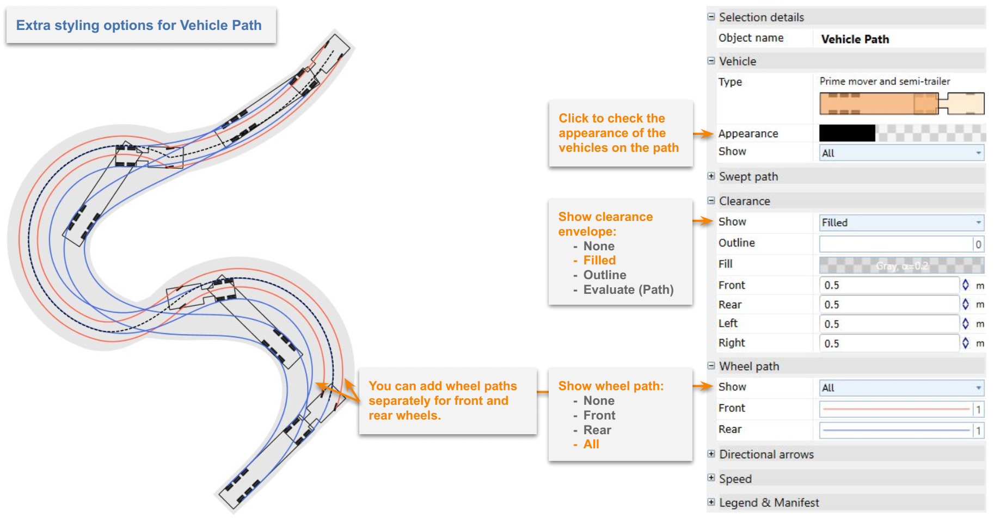 Extra styling options for Vehicle Path
Click to check the
appearance of the
vehicles on the path
Show clearance
envelope:
- None
- Filled
- Outline
- Evaluate (Path)
You can add wheel paths
separately for front and
rear wheels.
Show wheel path:
- None
- Front
- Rear
- All
Selection details
Object name Vehicle Path
Vehicle
Type Prime mover and semi-trailer
Appearance
Show All
Swept path
Clearance
Show Filled
Outline 0
Fill Gray, α=0.2
Front 0.5 m
Rear 0.5 m
Left 0.5 m
Right 0.5 m
Wheel path
Show All
Front 1
Rear 1
Directional arrows
Speed
Legend & Manifest